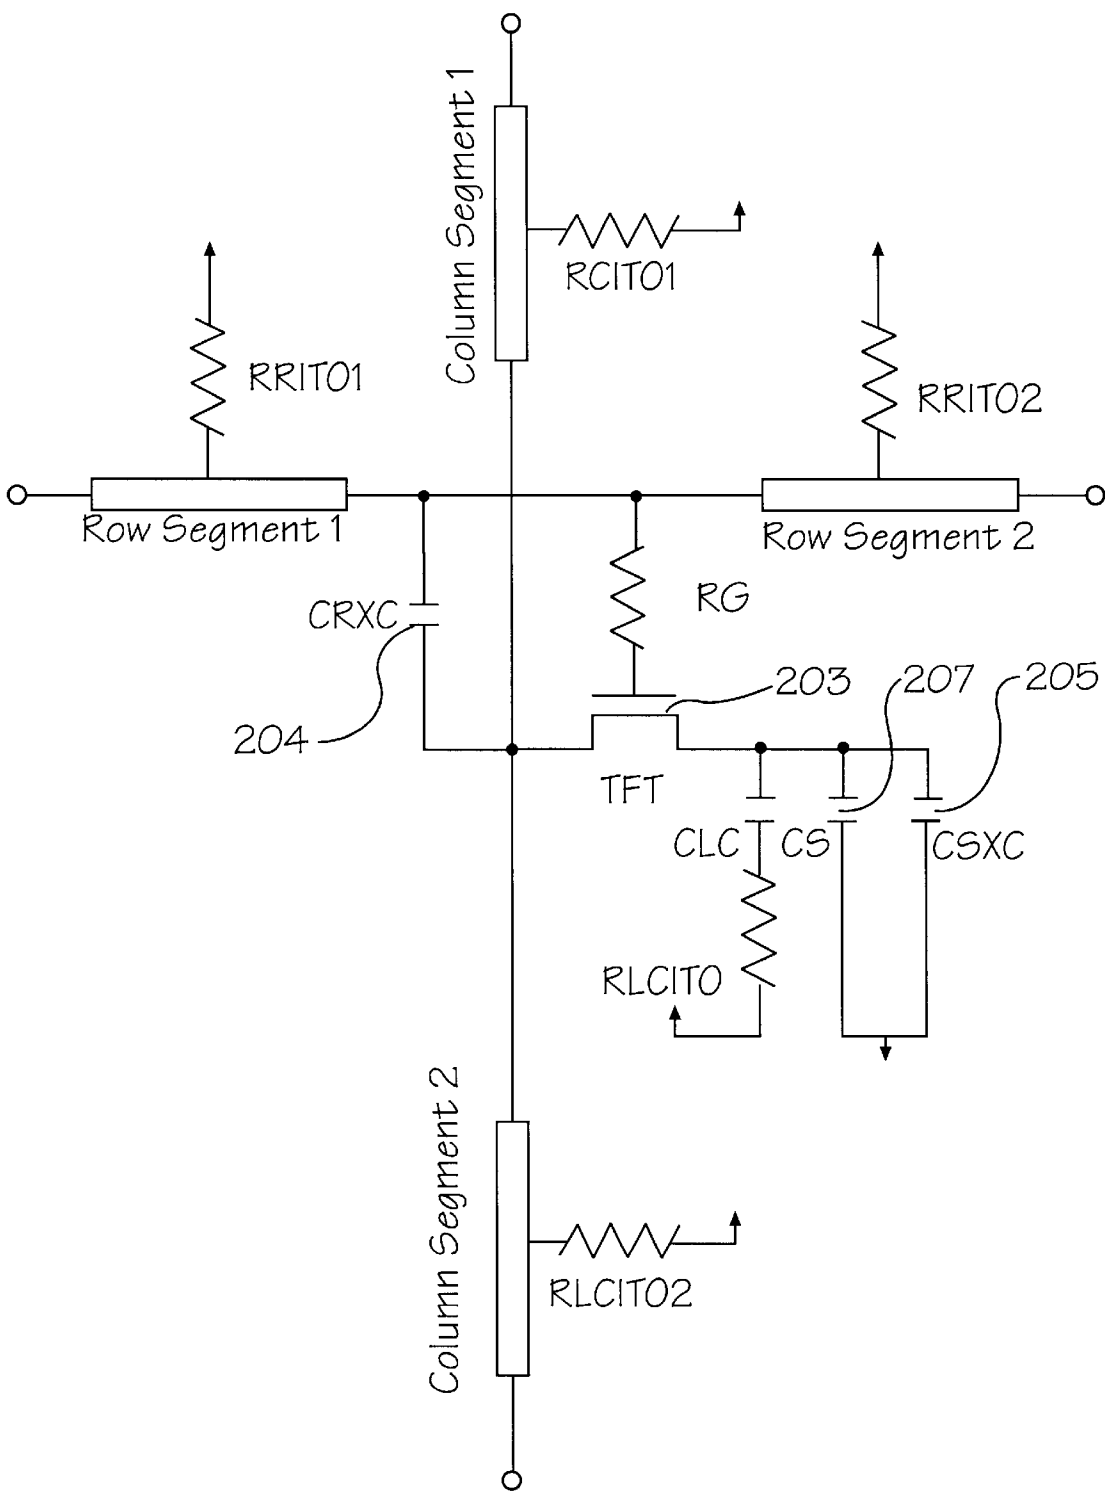 Column Segment 1
RCITO1
RRITO1
RRITO2
Row Segment 1
Row Segment 2
CRXC
RG
203
207
205
204
TFT
CLC
CS
CSXC
RLCITO
Column Segment 2
RLCITO2